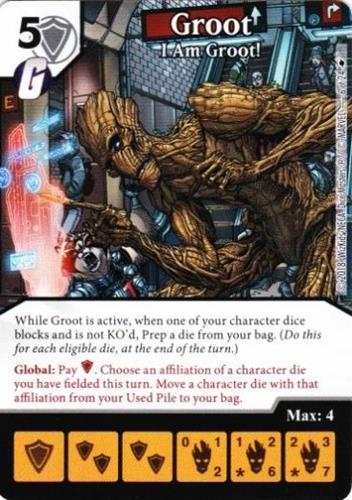 5
Groot
I Am Groot!
G
E
While Groot is active, when one of your character dice
blocks and is not KO'd, Prep a die from your bag. (Do this
for each eligible die, at the end of the turn.)
Global: Pay . Choose an affiliation of a character die
you have fielded this turn. Move a character die with that
affiliation from your Used Pile to your bag.
Max: 4
0 1 1 2 2 3
2 * 6 * 7